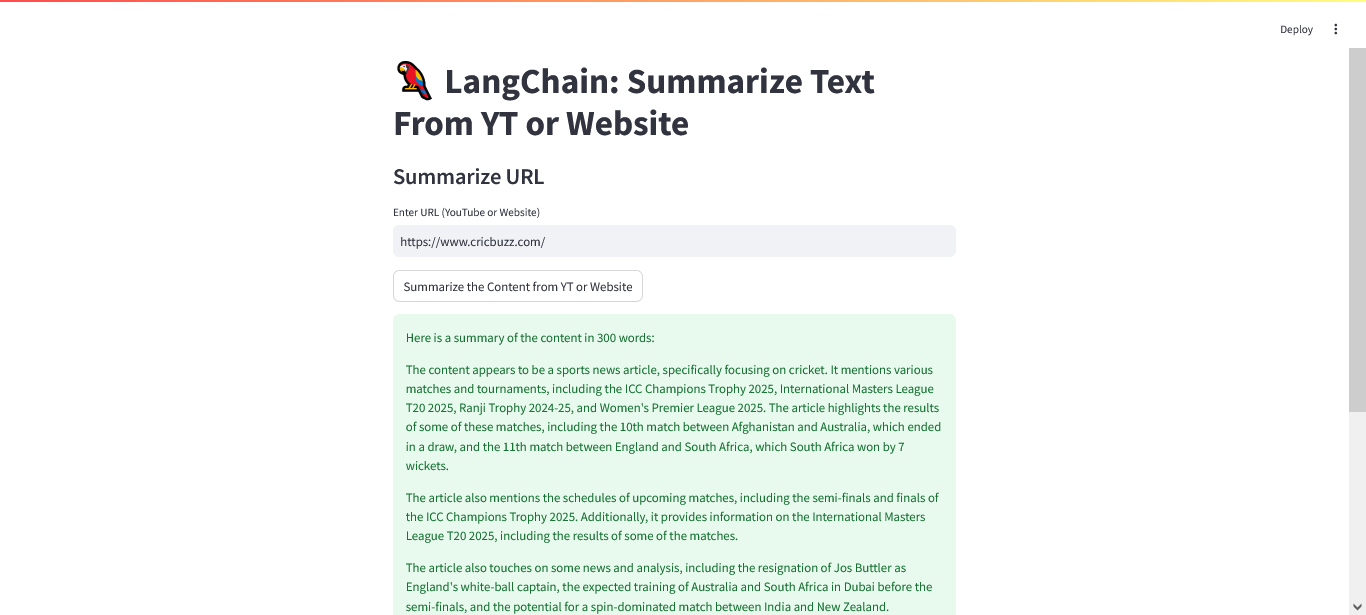 Deploy
LangChain: Summarize Text
From YT or Website
Summarize URL
Enter URL (YouTube or Website)
https://www.cricbuzz.com/
Summarize the Content from YT or Website
Here is a summary of the content in 300 words:
The content appears to be a sports news article, specifically focusing on cricket. It mentions various
matches and tournaments, including the ICC Champions Trophy 2025, International Masters League
T20 2025, Ranji Trophy 2024-25, and Women's Premier League 2025. The article highlights the results
of some of these matches, including the 10th match between Afghanistan and Australia, which ended
in a draw, and the 11th match between England and South Africa, which South Africa won by 7
wickets.
The article also mentions the schedules of upcoming matches, including the semi-finals and finals of
the ICC Champions Trophy 2025. Additionally, it provides information on the International Masters
League T20 2025, including the results of some of the matches.
The article also touches on some news and analysis, including the resignation of Jos Buttler as
England's white-ball captain, the expected training of Australia and South Africa in Dubai before the
semi-finals, and the potential for a spin-dominated match between India and New Zealand.